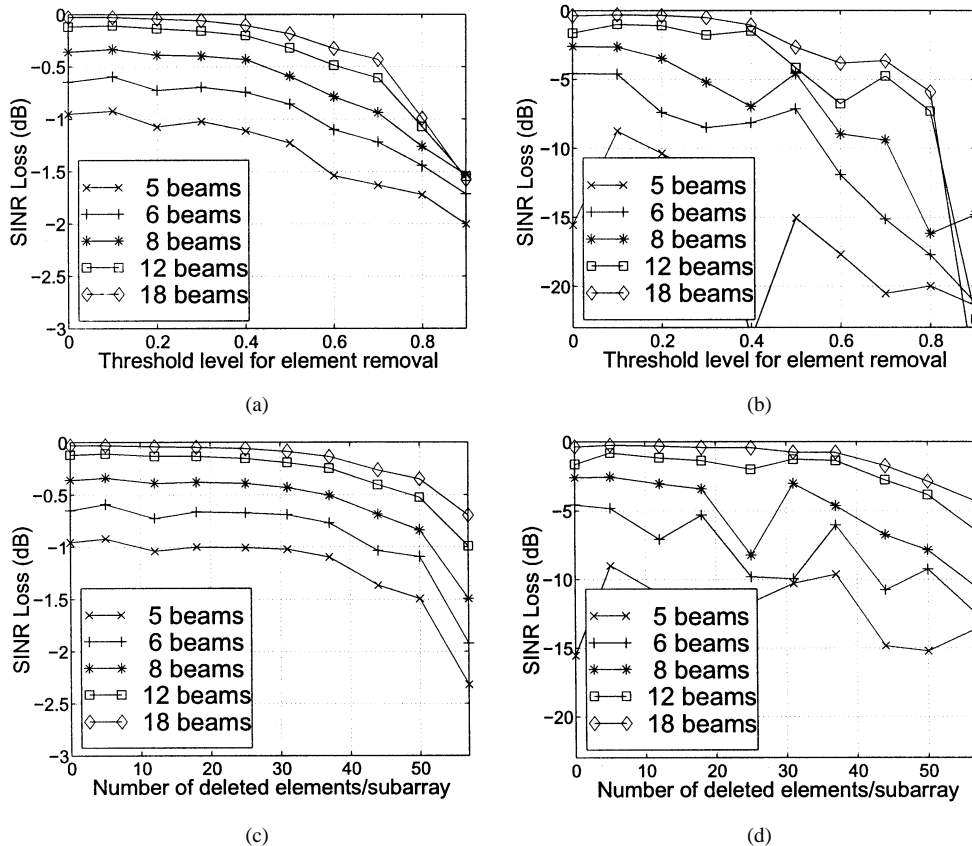 0
−0.5
−1
−1.5
−2
−2.5
−3
SINR Loss (dB)
5 beams
6 beams
8 beams
12 beams
18 beams
0 0.2 0.4 0.6 0.8
Threshold level for element removal
(a)
0
−5
−10
−15
−20
SINR Loss (dB)
5 beams
6 beams
8 beams
12 beams
18 beams
0 0.2 0.4 0.6 0.8
Threshold level for element removal
(b)
0
−0.5
−1
−1.5
−2
−2.5
−3
SINR Loss (dB)
5 beams
6 beams
8 beams
12 beams
18 beams
0 10 20 30 40 50
Number of deleted elements/subarray
(c)
0
−5
−10
−15
−20
SINR Loss (dB)
5 beams
6 beams
8 beams
12 beams
18 beams
0 10 20 30 40 50
Number of deleted elements/subarray
(d)